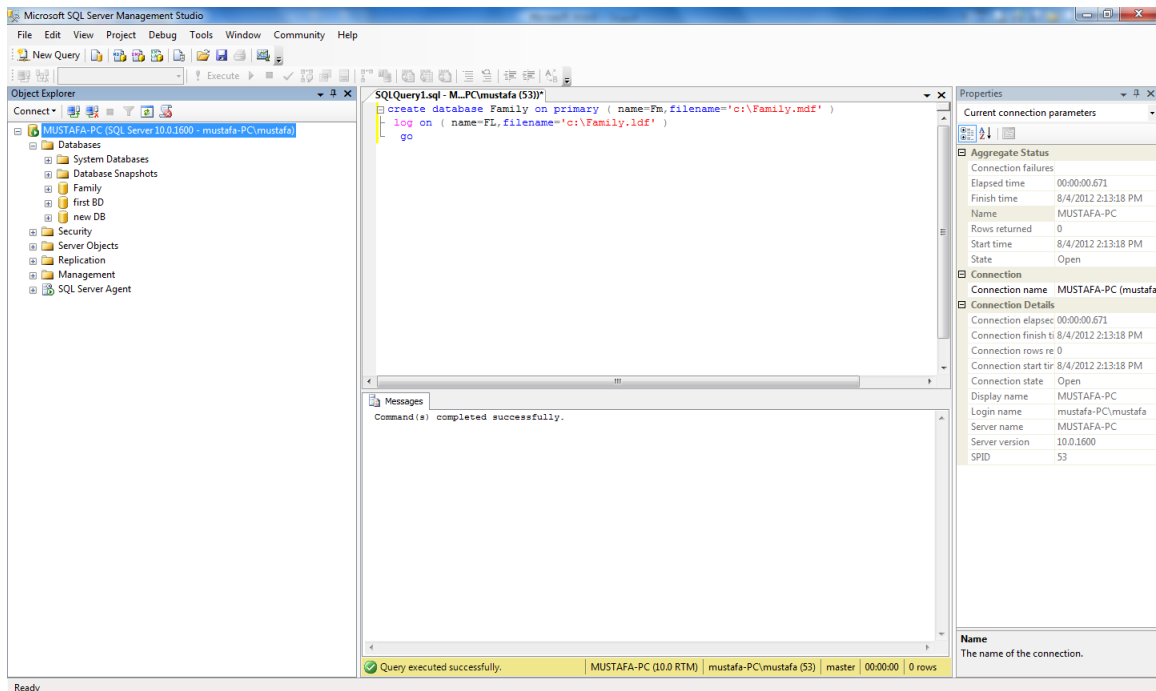 Microsoft SQL Server Management Studio
File Edit View Project Debug Tools Window Community Help
New Query
Execute
Object Explorer
Connect
MUSTAFA-PC (SQL Server 10.0.1600 - mustafa-PC\mustafa)
Databases
System Databases
Database Snapshots
Family
first BD
new DB
Security
Server Objects
Replication
Management
SQL Server Agent
SQLQuery1.sql - M...PC\mustafa (53))*
create database Family on primary ( name=Fm,filename='c:\Family.mdf' )
log on ( name=FL,filename='c:\Family.ldf' )
go
Messages
Command(s) completed successfully.
Query executed successfully. MUSTAFA-PC (10.0 RTM) mustafa-PC\mustafa (53) master 00:00:00 0 rows
Properties
Current connection parameters
Aggregate Status
Connection failures
Elapsed time 00:00:00.671
Finish time 8/4/2012 2:13:18 PM
Name MUSTAFA-PC
Rows returned 0
Start time 8/4/2012 2:13:18 PM
State Open
Connection
Connection name MUSTAFA-PC (mustafa
Connection Details
Connection elapsec 00:00:00.671
Connection finish ti 8/4/2012 2:13:18 PM
Connection rows re 0
Connection start tir 8/4/2012 2:13:18 PM
Connection state Open
Display name MUSTAFA-PC
Login name mustafa-PC\mustafa
Server name MUSTAFA-PC
Server version 10.0.1600
SPID 53
Name
The name of the connection.
Ready